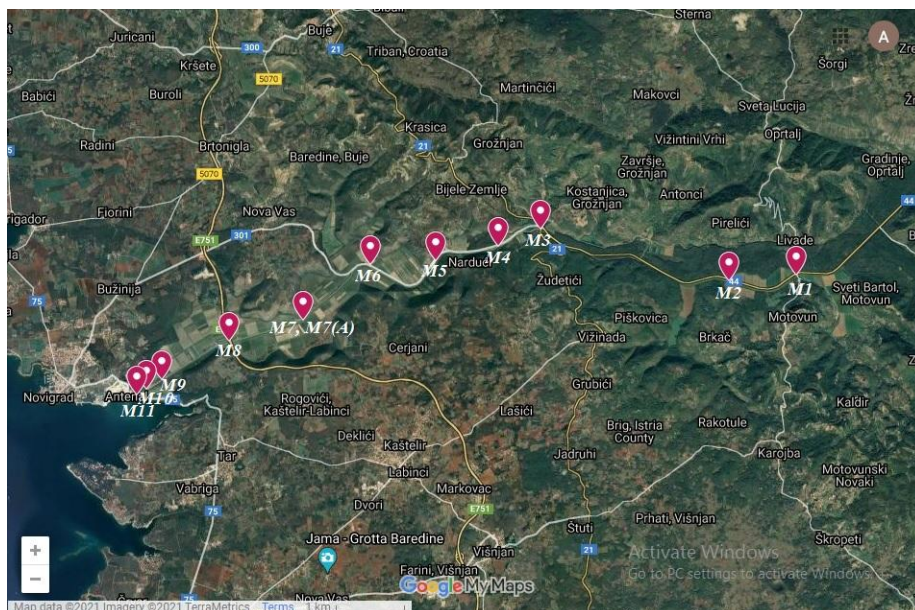 Buje
Sterna
Juricani
300
21
Triban, Croatia
A
Kršete
Šorgi
5070
Martinčići
Babići
Buroli
Makovci
Sveta Lucija
Krasica
Radini
Brtonigla
Oprtalj
21
Grožnjan
Vižintini Vrhi
Baredine, Buje
Završje,
Grožnjan
Gradinje,
Oprtalj
5070
Bijele Zemlje
Kostanjica,
Grožnjan
Antonci
44
Fiorini
Nova Vas
Pirelići
M3
E751
301
M4
21
Livade
M6
M5
Narduel
Žudetići
M2
44
M1
Sveti Bartol,
Motovun
Bužinija
75
M7, M7(A)
Piškovica
Motovun
M8
Cerjani
Vižinada
Brkač
M9
Novigrad
M10
M11
75
Rogovići,
Kaštelir-Labinci
Grubići
Kaldir
Lašići
Brig, Istria
County
Rakotule
Deklići
Kaštelir
Tar
Jadruhi
Karojba
Labinci
Motovunski
Novaki
Vabriga
Markovac
Dvori
75
E751
Prhati, Višnjan
Štuti
Jama - Grotta Baredine
Škropeti
Višnjan
21
Activate Windows
Go to PC settings to activate Windows.
+
−
Farini, Višnjan
Google My Maps
Nova Vas
Map data ©2021 Imagery ©2021 TerraMetrics Terms 1 km